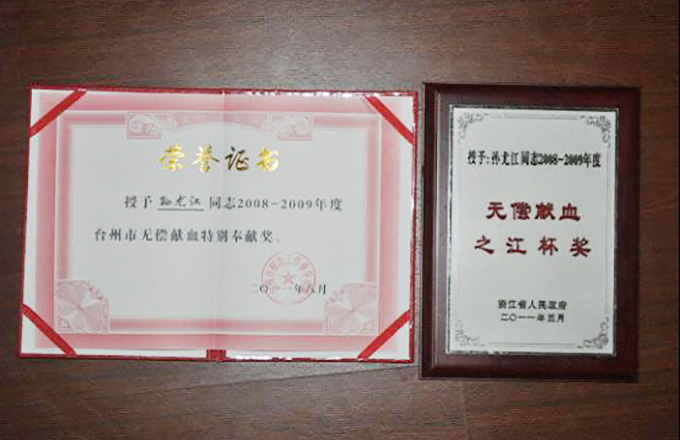 荣誉证书
授予 孙尤江 同志2008-2009年度
台州市无偿献血特别奉献奖。
二〇一一年八月
授予:孙尤江同志2008-2009年度
无偿献血
之江杯奖
浙江省人民政府
二〇一一年五月